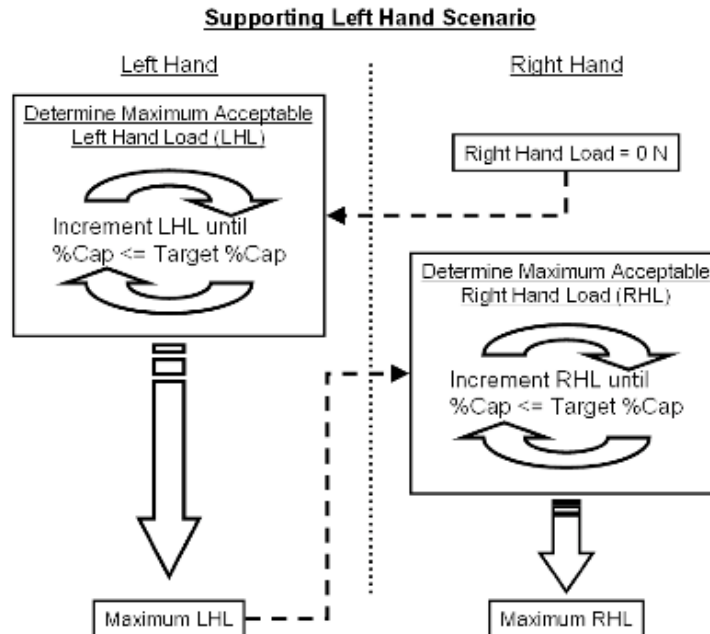 Supporting Left Hand Scenario
Left Hand
Right Hand
Determine Maximum Acceptable
Left Hand Load (LHL)
Increment LHL until
%Cap <= Target %Cap
Right Hand Load = 0 N
Determine Maximum Acceptable
Right Hand Load (RHL)
Increment RHL until
%Cap <= Target %Cap
Maximum LHL
Maximum RHL